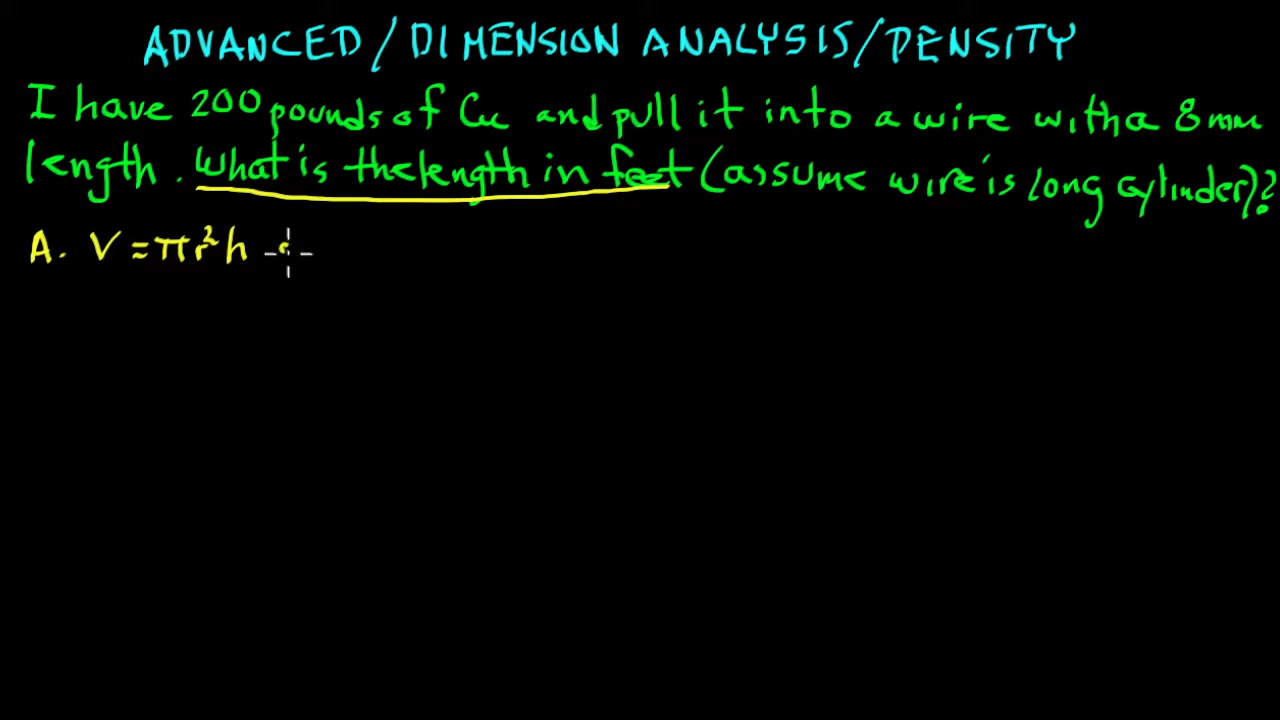 ADVANCED/DIMENSION ANALYSIS/DENSITY
I have 200 pounds of Cu and pull it into a wire with a 8mm
length. What is the length in feet (assume wire is long cylinder)?
A. V=πr²h